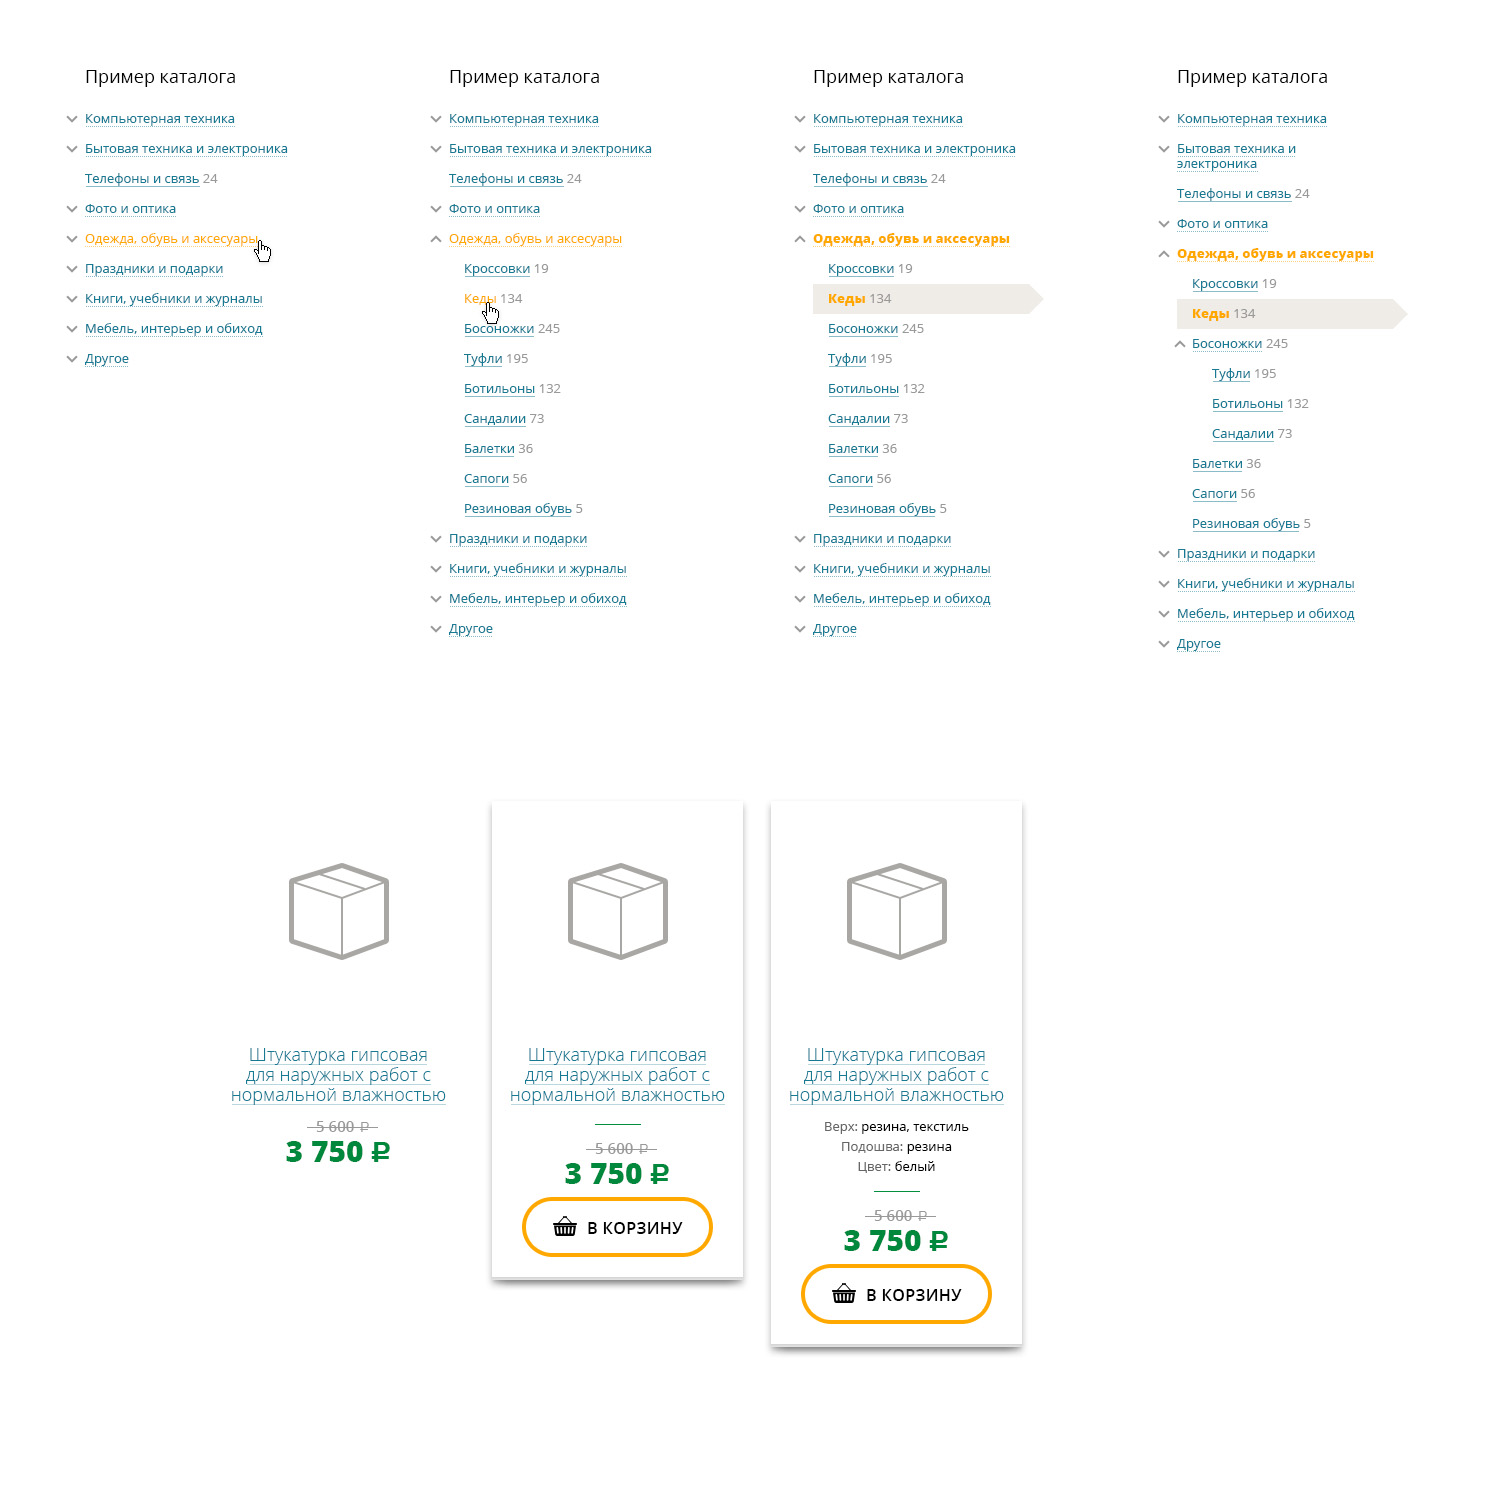 Пример каталога
Компьютерная техника
Бытовая техника и электроника
Телефоны и связь 24
Фото и оптика
Одежда, обувь и аксесуары
Праздники и подарки
Книги, учебники и журналы
Мебель, интерьер и обиход
Другое
Пример каталога
Компьютерная техника
Бытовая техника и электроника
Телефоны и связь 24
Фото и оптика
Одежда, обувь и аксесуары
Кроссовки 19
Кеды 134
Босоножки 245
Туфли 195
Ботильоны 132
Сандалии 73
Балетки 36
Сапоги 56
Резиновая обувь 5
Праздники и подарки
Книги, учебники и журналы
Мебель, интерьер и обиход
Другое
Пример каталога
Компьютерная техника
Бытовая техника и электроника
Телефоны и связь 24
Фото и оптика
Одежда, обувь и аксесуары
Кроссовки 19
Кеды 134
Босоножки 245
Туфли 195
Ботильоны 132
Сандалии 73
Балетки 36
Сапоги 56
Резиновая обувь 5
Праздники и подарки
Книги, учебники и журналы
Мебель, интерьер и обиход
Другое
Пример каталога
Компьютерная техника
Бытовая техника и
электроника
Телефоны и связь 24
Фото и оптика
Одежда, обувь и аксесуары
Кроссовки 19
Кеды 134
Босоножки 245
Туфли 195
Ботильоны 132
Сандалии 73
Балетки 36
Сапоги 56
Резиновая обувь 5
Праздники и подарки
Книги, учебники и журналы
Мебель, интерьер и обиход
Другое
Штукатурка гипсовая
для наружных работ с
нормальной влажностью
5 600 ₽
3 750 ₽
Штукатурка гипсовая
для наружных работ с
нормальной влажностью
5 600 ₽
3 750 ₽
В КОРЗИНУ
Штукатурка гипсовая
для наружных работ с
нормальной влажностью
Верх: резина, текстиль
Подошва: резина
Цвет: белый
5 600 ₽
3 750 ₽
В КОРЗИНУ